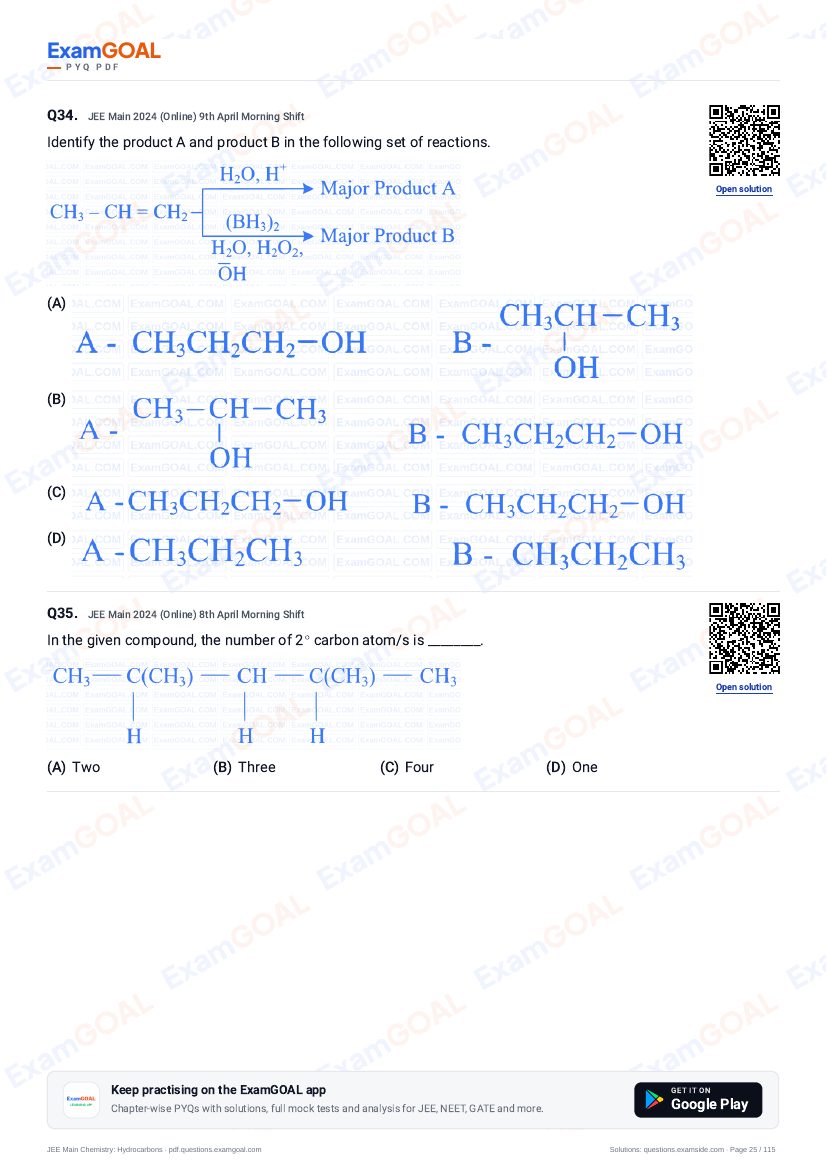 ExamGOAL
PYQ PDF
Q34. JEE Main 2024 (Online) 9th April Morning Shift
Identify the product A and product B in the following set of reactions.
Open solution
H₂O, H⁺
Major Product A
CH₃ – CH = CH₂
(BH₃)₂
Major Product B
H₂O, H₂O₂,
O̅H
(A) A - CH₃CH₂CH₂–OH B - CH₃CH–CH₃
OH
(B) A - CH₃–CH–CH₃ B - CH₃CH₂CH₂–OH
OH
(C) A - CH₃CH₂CH₂–OH B - CH₃CH₂CH₂–OH
(D) A - CH₃CH₂CH₃ B - CH₃CH₂CH₃
Q35. JEE Main 2024 (Online) 8th April Morning Shift
In the given compound, the number of 2° carbon atom/s is ________.
Open solution
CH₃ — C(CH₃) — CH — C(CH₃) — CH₃
H H H
(A) Two (B) Three (C) Four (D) One
Keep practising on the ExamGOAL app
Chapter-wise PYQs with solutions, full mock tests and analysis for JEE, NEET, GATE and more.
GET IT ON
Google Play
JEE Main Chemistry: Hydrocarbons · pdf.questions.examgoal.com
Solutions: questions.examside.com · Page 25 / 115